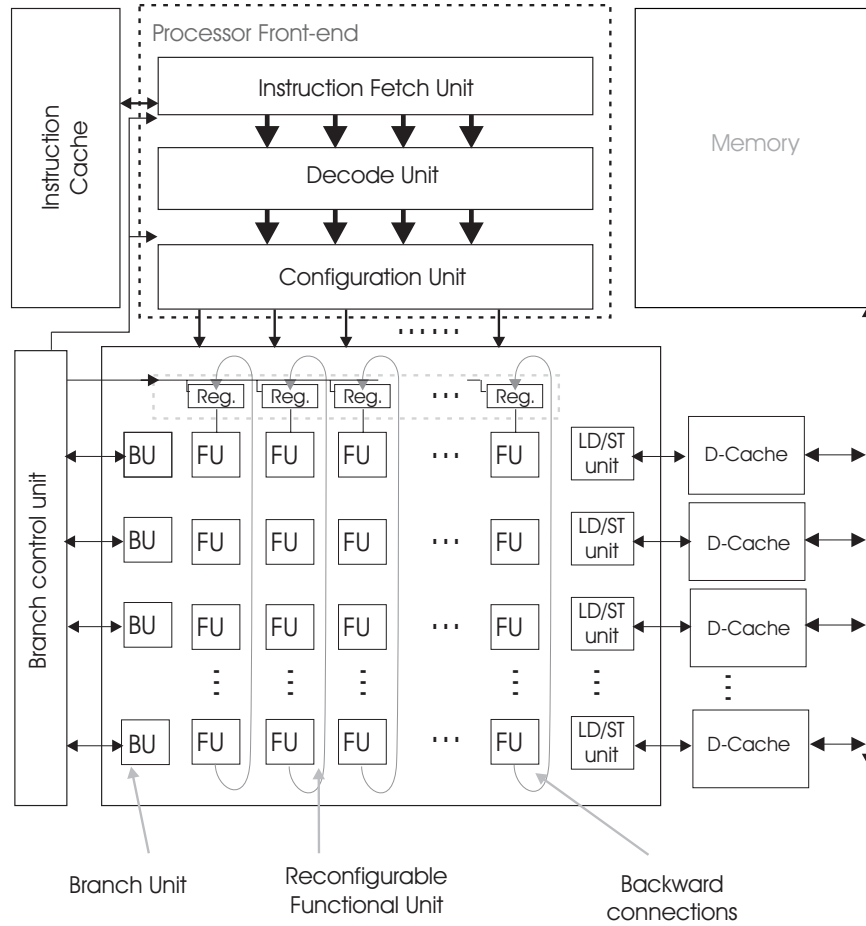 Processor Front-end
Instruction Fetch Unit
Instruction
Cache
Memory
Decode Unit
Configuration Unit
Branch control unit
Reg. Reg. Reg. Reg.
BU FU FU FU FU LD/ST
unit D-Cache
BU FU FU FU FU LD/ST
unit D-Cache
BU FU FU FU FU LD/ST
unit D-Cache
BU FU FU FU FU LD/ST
unit D-Cache
Branch Unit
Reconfigurable
Functional Unit
Backward
connections